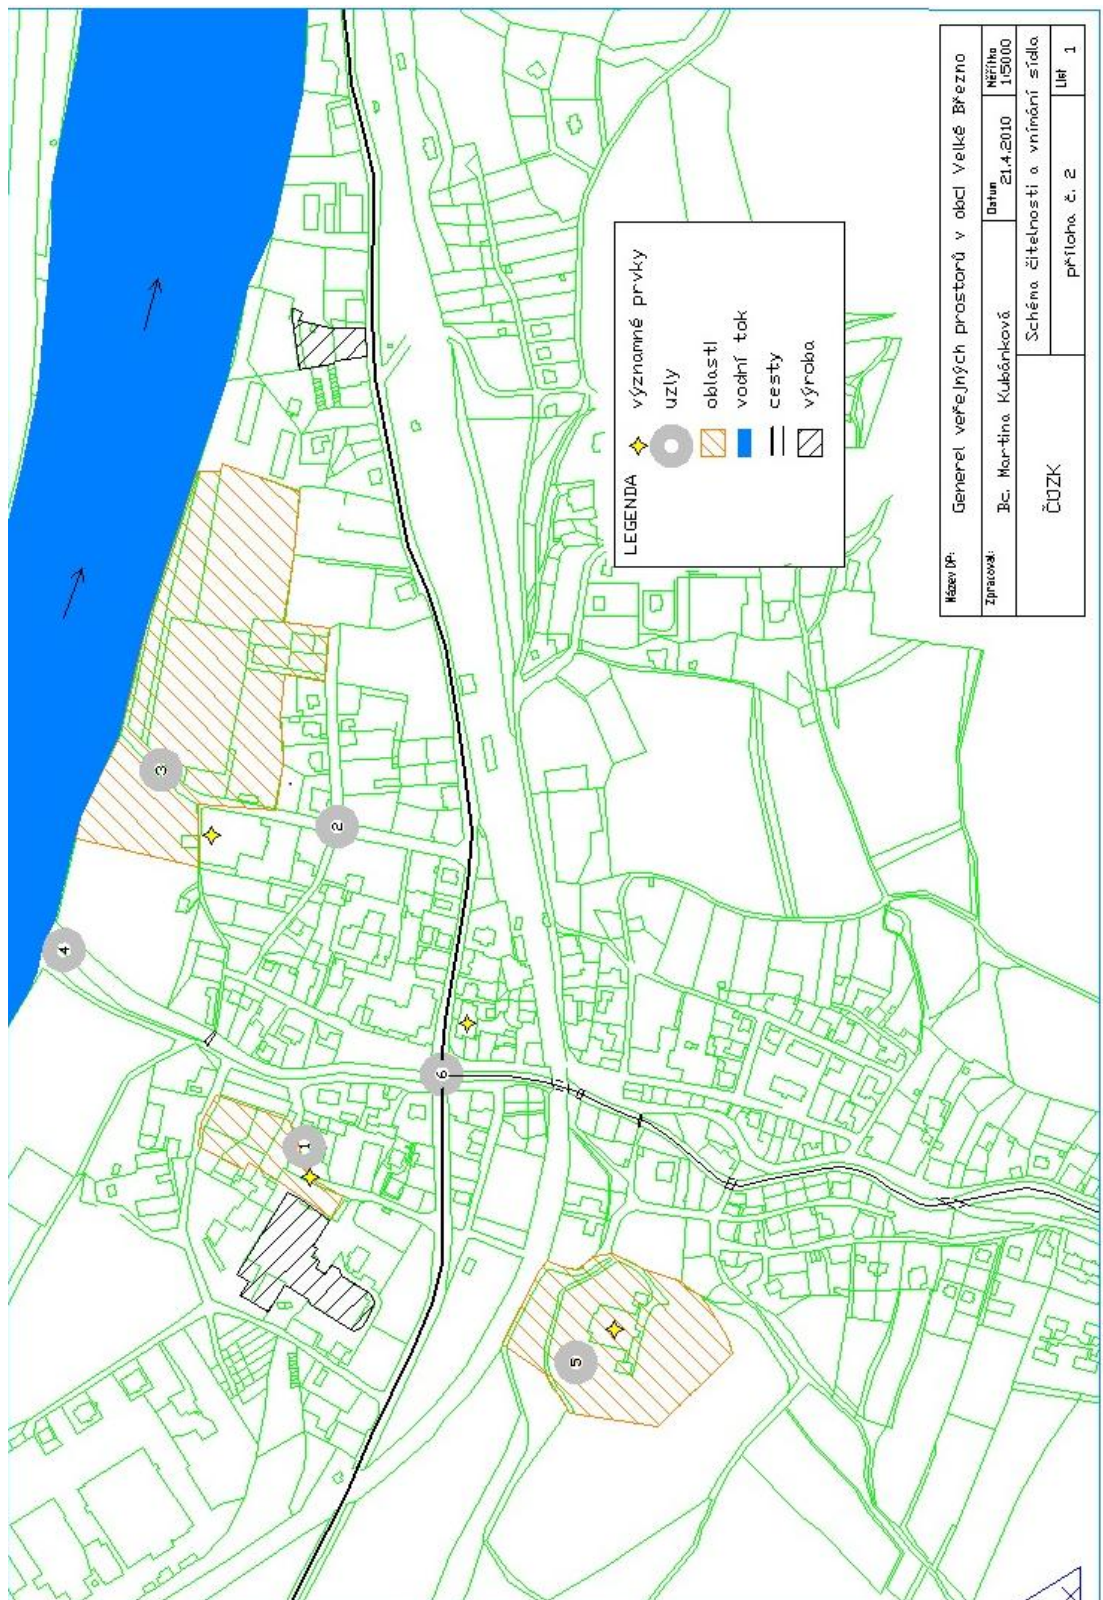 3
2
4
6
1
5
LEGENDA
významné prvky
uzly
oblasti
vodní tok
cesty
výroba
Název DP:
Generel veřejných prostorů v obci Velké Březno
Zpracoval:
Bc. Martina Kubánková
Datum
21.4.2010
Měřítko
1:5000
ČÚZK
Schéma čitelnosti a vnímání sídla
příloha č. 2
List
1